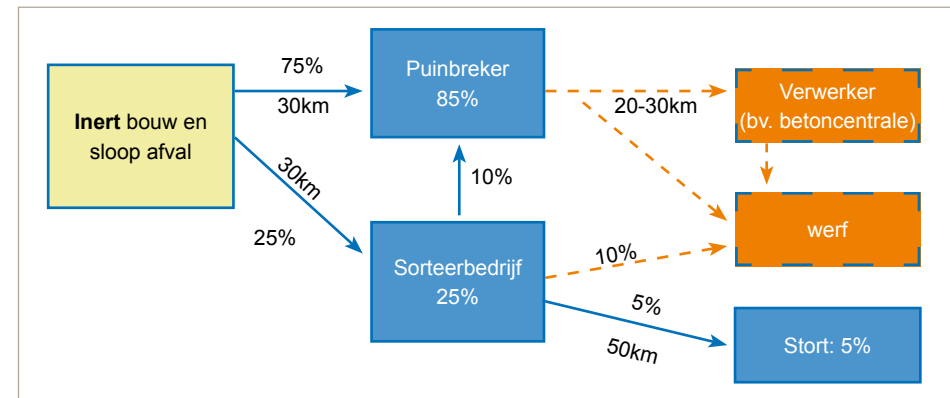 Inert bouw en
sloop afval
75%
30km
30km
25%
Puinbreker
85%
10%
Sorteerbedrijf
25%
20-30km
10%
5%
50km
Verwerker
(bv. betoncentrale)
werf
Stort: 5%